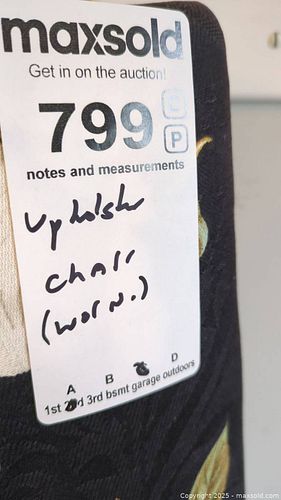 maxsold
Get in on the auction!
799
P
notes and measurements
Upholster
chair
(worn.)
A B D
1st 2nd 3rd bsmt garage outdoors
Copyright 2025 - maxsold.com